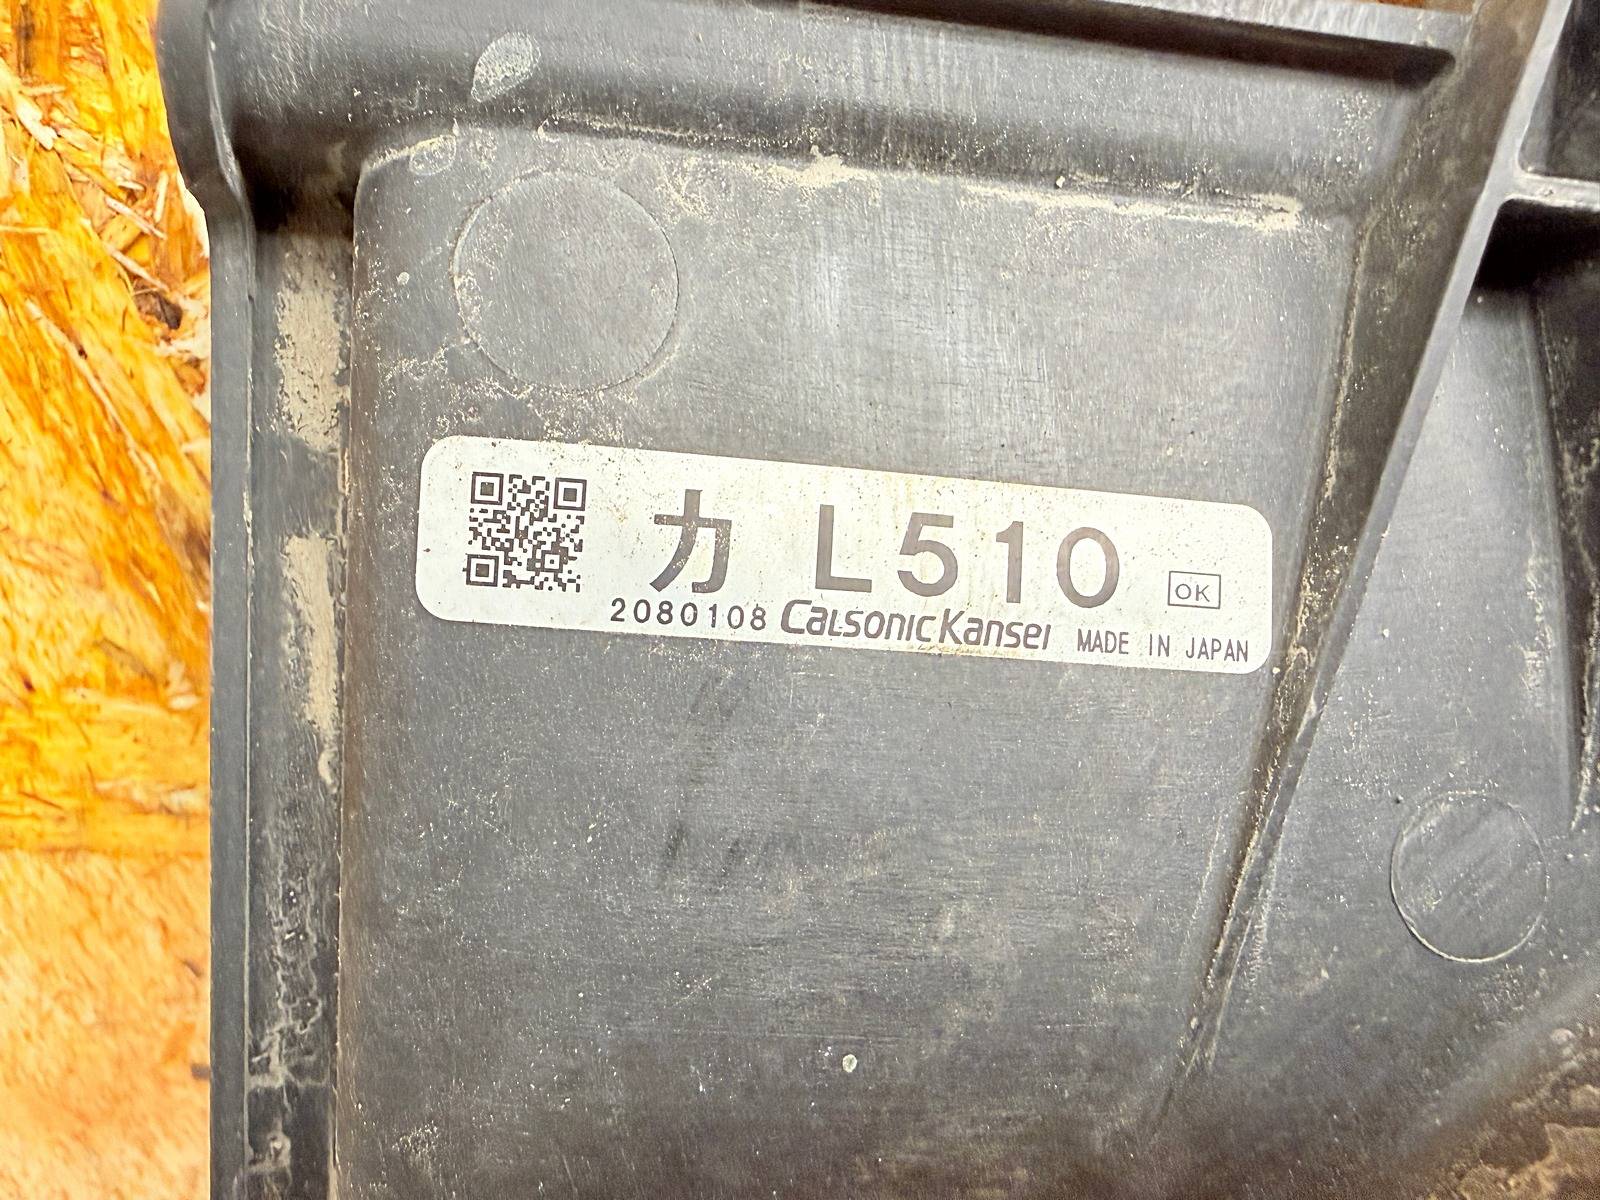 カ L510 OK
2080108 CalsonicKansei MADE IN JAPAN